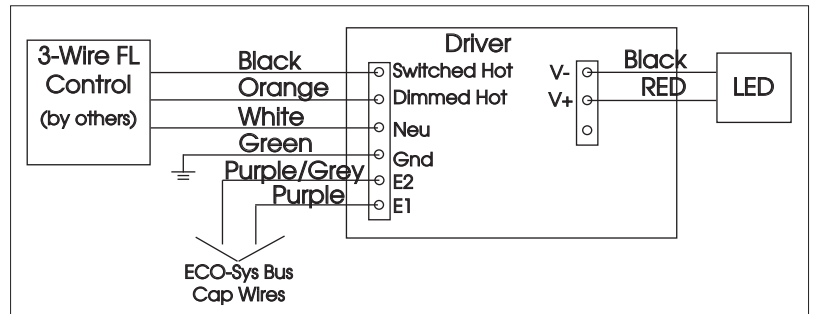 3-Wire FL
Control
(by others)
Black
Orange
White
Green
Purple/Grey
Purple
ECO-Sys Bus
Cap Wires
Driver
Switched Hot
Dimmed Hot
Neu
Gnd
E2
E1
V-
V+
Black
RED
LED